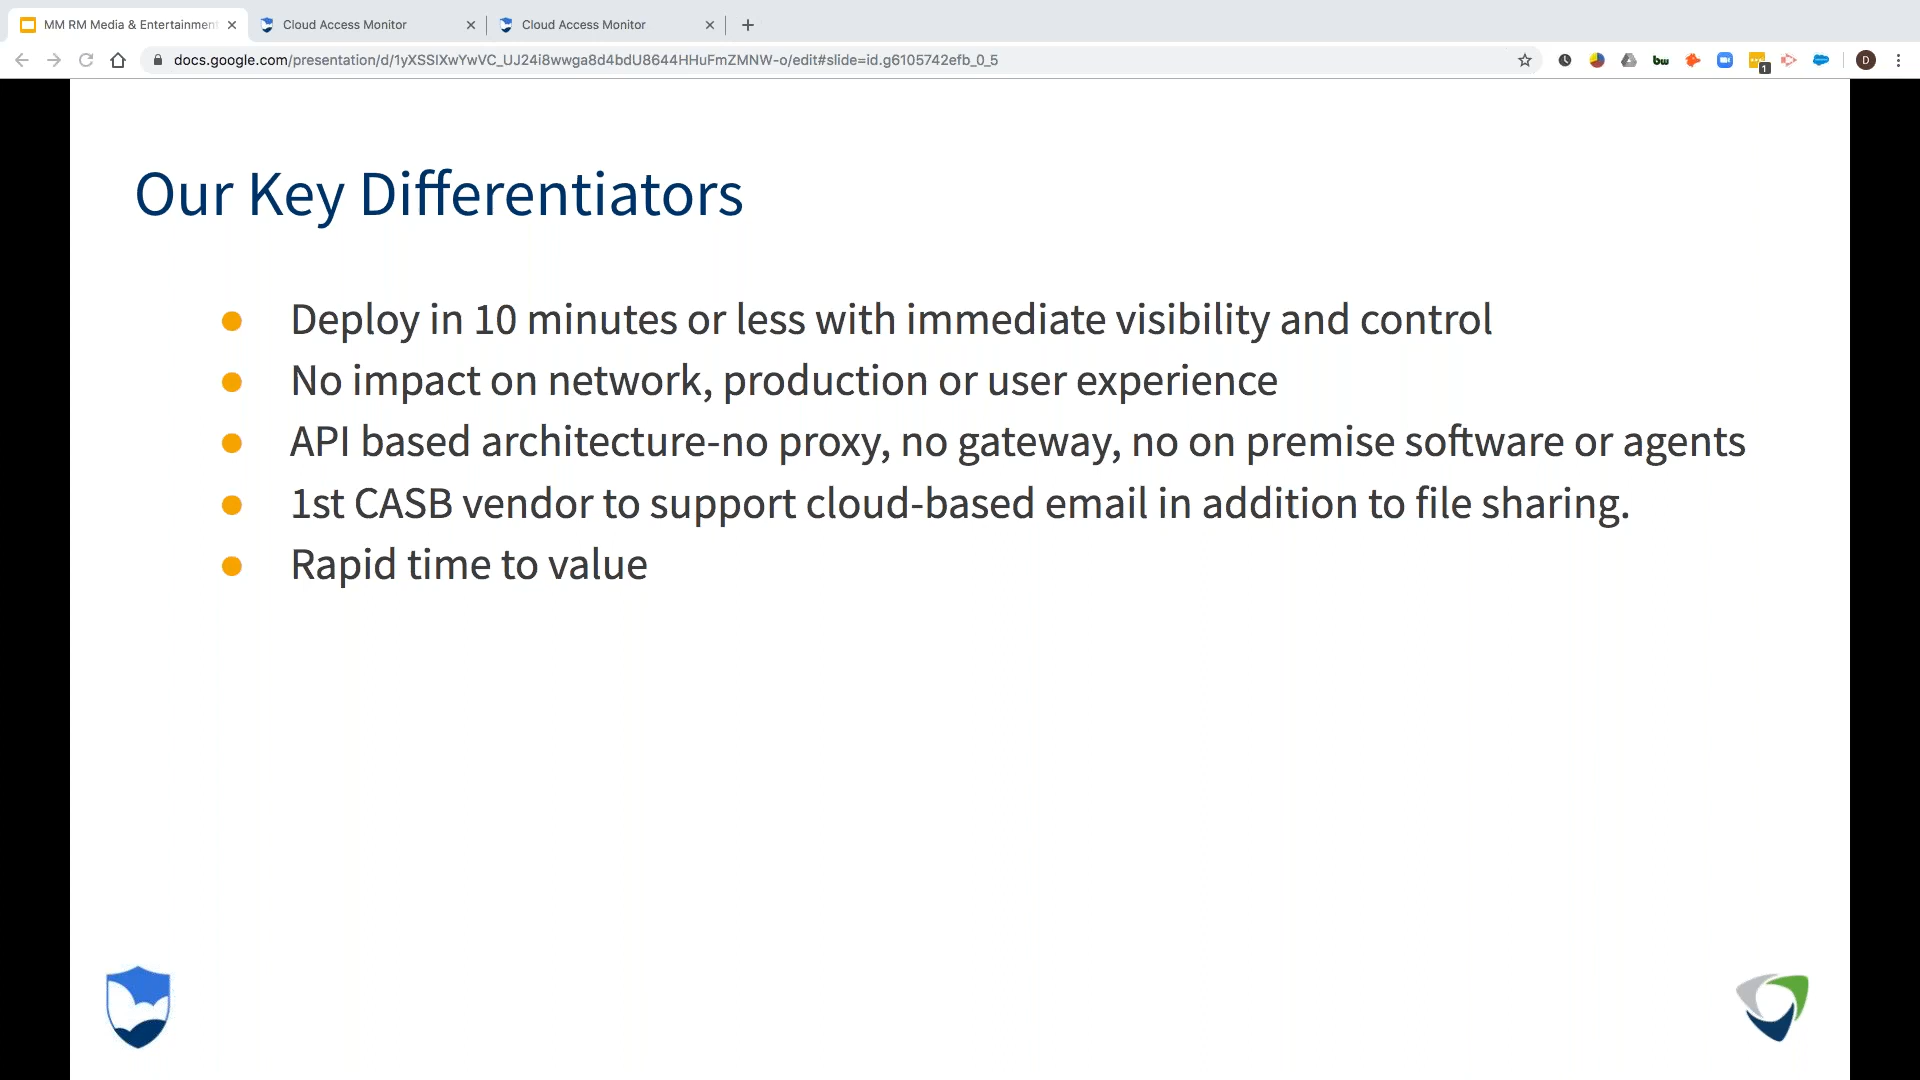 MM RM Media & Entertainment
Cloud Access Monitor
Cloud Access Monitor
docs.google.com/presentation/d/1yXSSIXwYwVC_UJ24i8wwga8d4bdU8644HHuFmZMNW-o/edit#slide=id.g6105742efb_0_5
bw
1
D
Our Key Differentiators
● Deploy in 10 minutes or less with immediate visibility and control
● No impact on network, production or user experience
● API based architecture-no proxy, no gateway, no on premise software or agents
● 1st CASB vendor to support cloud-based email in addition to file sharing.
● Rapid time to value